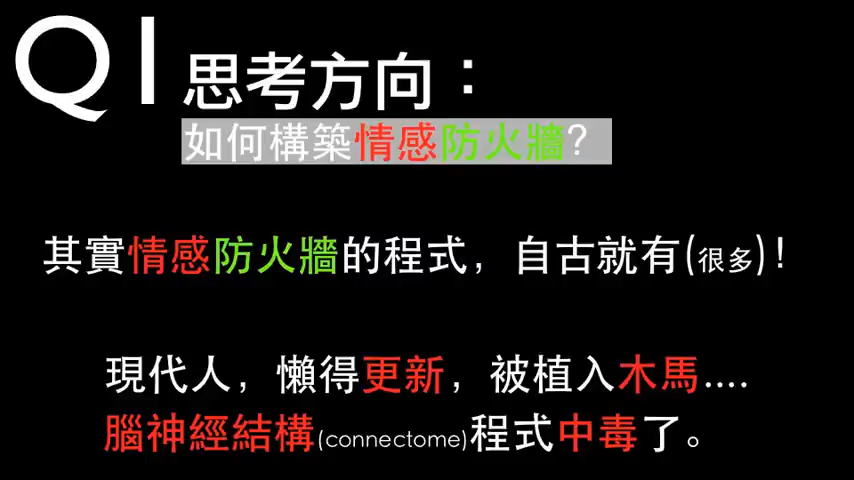 Q1 思考方向：
如何構築情感防火牆?
其實情感防火牆的程式，自古就有(很多)！
現代人，懶得更新，被植入木馬....
腦神經結構(connectome)程式中毒了。